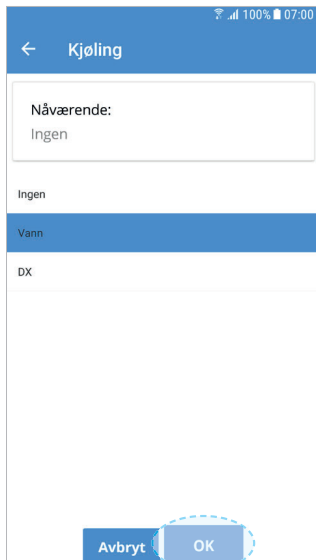 100% 07:00
Kjøling
Nåværende:
Ingen
Ingen
Vann
DX
Avbryt OK